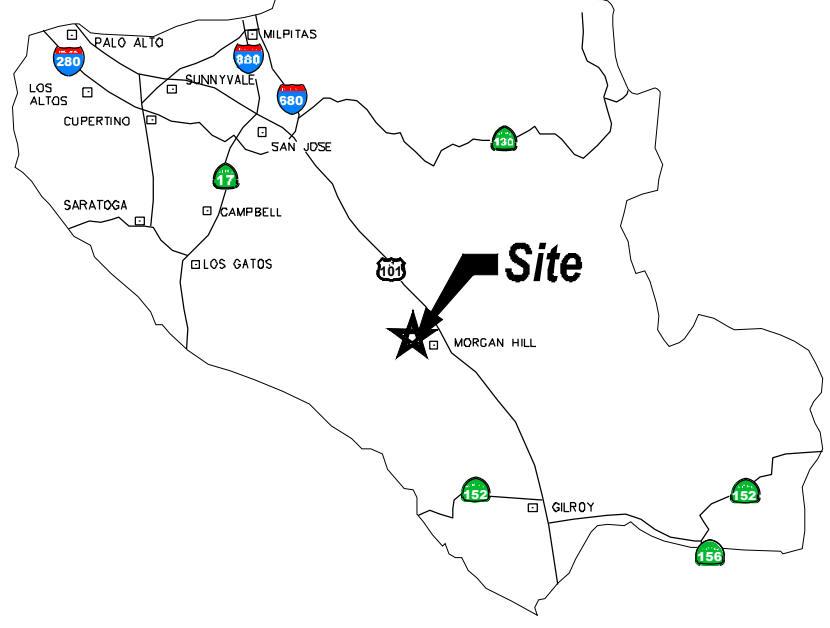 PALO ALTO
MILPITAS
280
880
SUNNYVALE
LOS
ALTOS
680
CUPERTINO
SAN JOSE
130
17
SARATOGA
CAMPBELL
Site
LOS GATOS
101
MORGAN HILL
152
152
GILROY
156